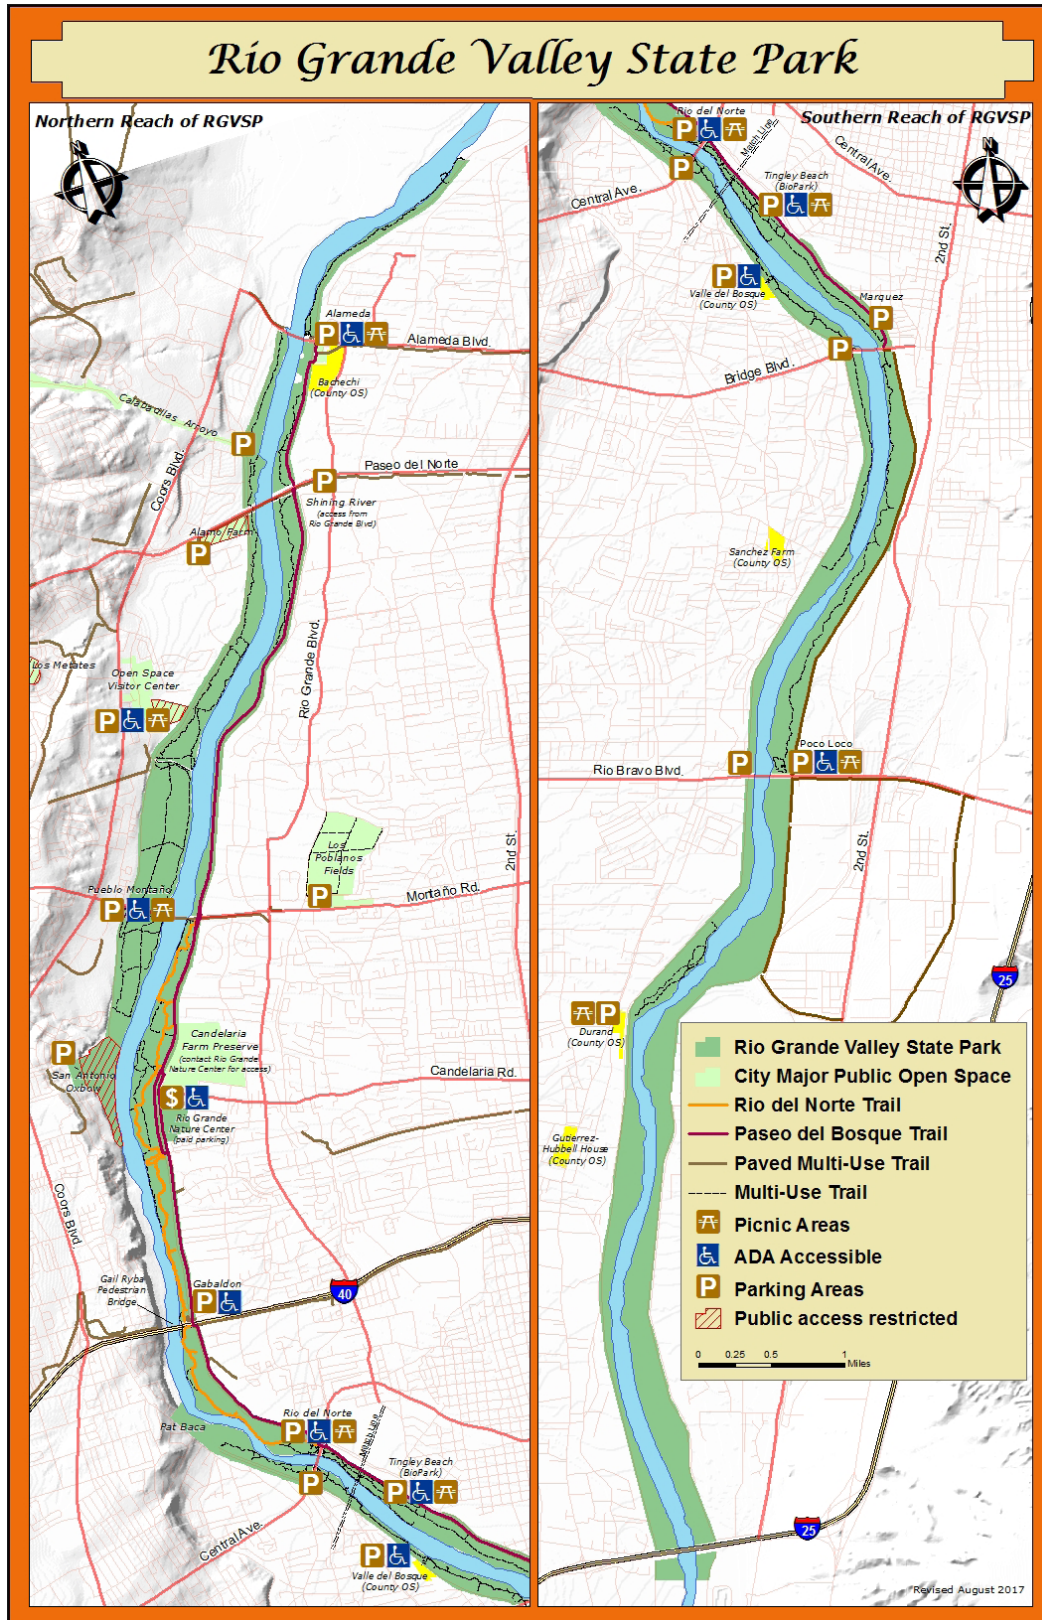 Rio Grande Valley State Park
Northern Reach of RGVSP
N
Alameda
Alameda Blvd.
Bachechi
(County OS)
Calabacillas Arroyo
Coors Blvd.
Paseo del Norte
Shining River
(access from
Rio Grande Blvd)
Alamo Farm
Rio Grande Blvd.
Los Metates
Open Space
Visitor Center
Los
Poblanos
Fields
2nd St.
Pueblo Montaño
Montaño Rd.
Candelaria
Farm Preserve
(contact Rio Grande
Nature Center for access)
San Antonio
Oxbow
Candelaria Rd.
$
Rio Grande
Nature Center
(paid parking)
Coors Blvd.
Gail Ryba
Pedestrian
Bridge
Gabaldon
40
Pat Baca
Rio del Norte
Match Line
Tingley Beach
(BioPark)
Central Ave.
Valle del Bosque
(County OS)
Southern Reach of RGVSP
N
Rio del Norte
Match Line
Central Ave.
Central Ave.
Tingley Beach
(BioPark)
2nd St.
Valle del Bosque
(County OS)
Marquez
Bridge Blvd.
Sanchez Farm
(County OS)
Poco Loco
Rio Bravo Blvd.
2nd St.
25
Durand
(County OS)
Gutierrez-
Hubbell House
(County OS)
Rio Grande Valley State Park
City Major Public Open Space
Rio del Norte Trail
Paseo del Bosque Trail
Paved Multi-Use Trail
Multi-Use Trail
Picnic Areas
ADA Accessible
P Parking Areas
Public access restricted
0 0.25 0.5 1
Miles
25
Revised August 2017